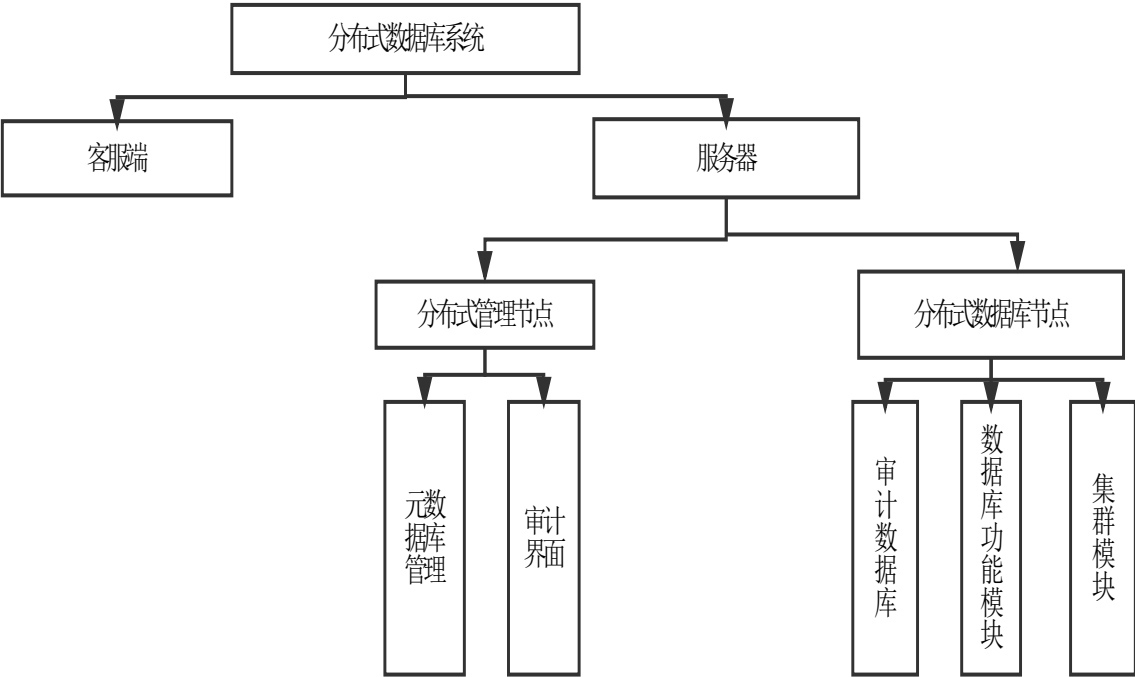 分布式数据库系统
客服端
服务器
分布式管理节点
分布式数据库节点
元数
据库
管理
审计
界面
审计数据库
数据库功能模块
集群模块